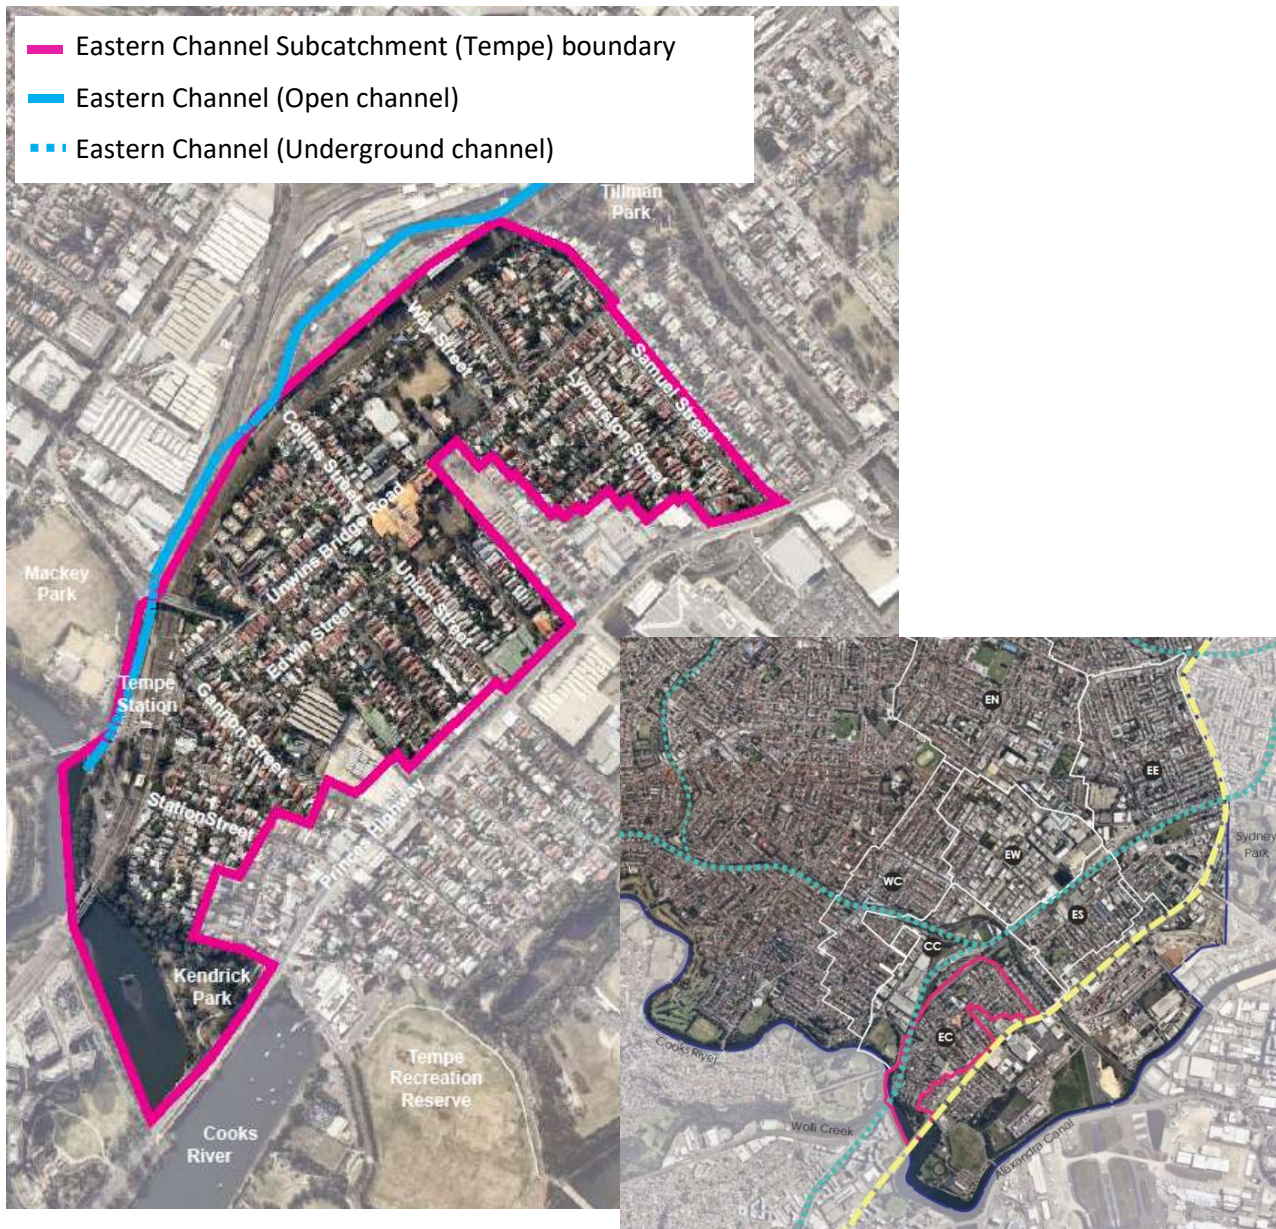 Eastern Channel Subcatchment (Tempe) boundary
Eastern Channel (Open channel)
Eastern Channel (Underground channel)
Tillman
Park
Way Street
Samuel Street
Lymerston Street
Collins Street
Unwins Bridge Road
Mackey
Park
Union Street
Edwin Street
Tempe
Station
Gannon Street
Station Street
Princes Highway
Kendrick
Park
Tempe
Recreation
Reserve
Cooks
River
EN
EE
Sydney
Park
EW
WC
ES
CC
EC
Cooks River
Wolli Creek
Alexandra Canal